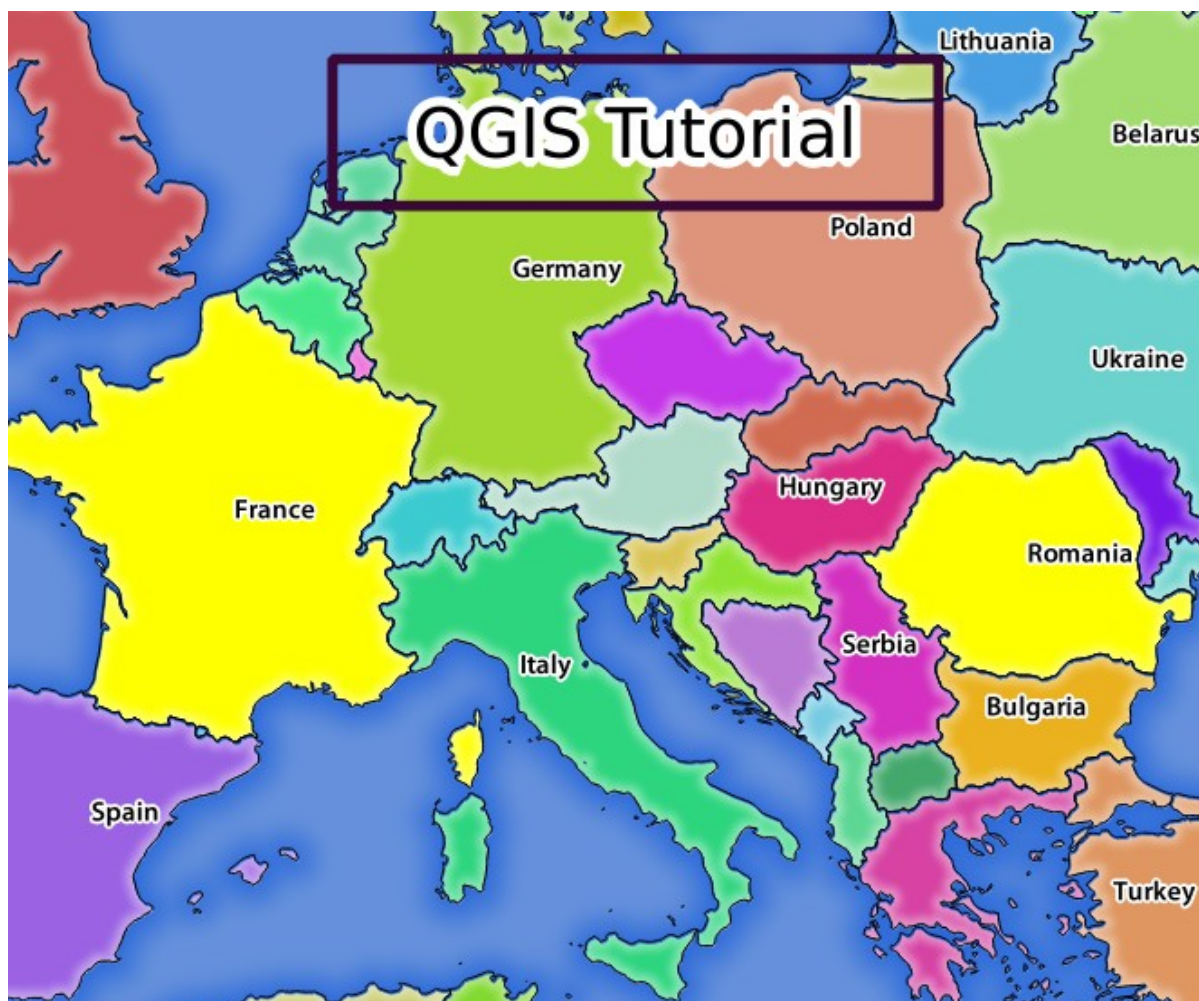 Lithuania
QGIS Tutorial
Belarus
Poland
Germany
Ukraine
Hungary
France
Romania
Serbia
Italy
Bulgaria
Spain
Turkey